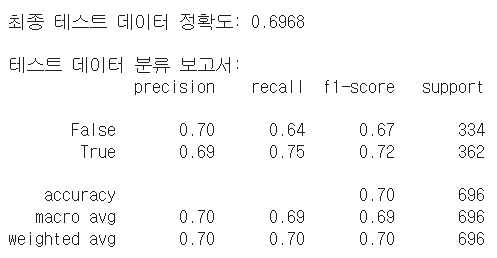 최종 테스트 데이터 정확도: 0.6968
테스트 데이터 분류 보고서:
precision recall f1-score support
False 0.70 0.64 0.67 334
True 0.69 0.75 0.72 362
accuracy 0.70 696
macro avg 0.70 0.69 0.69 696
weighted avg 0.70 0.70 0.70 696